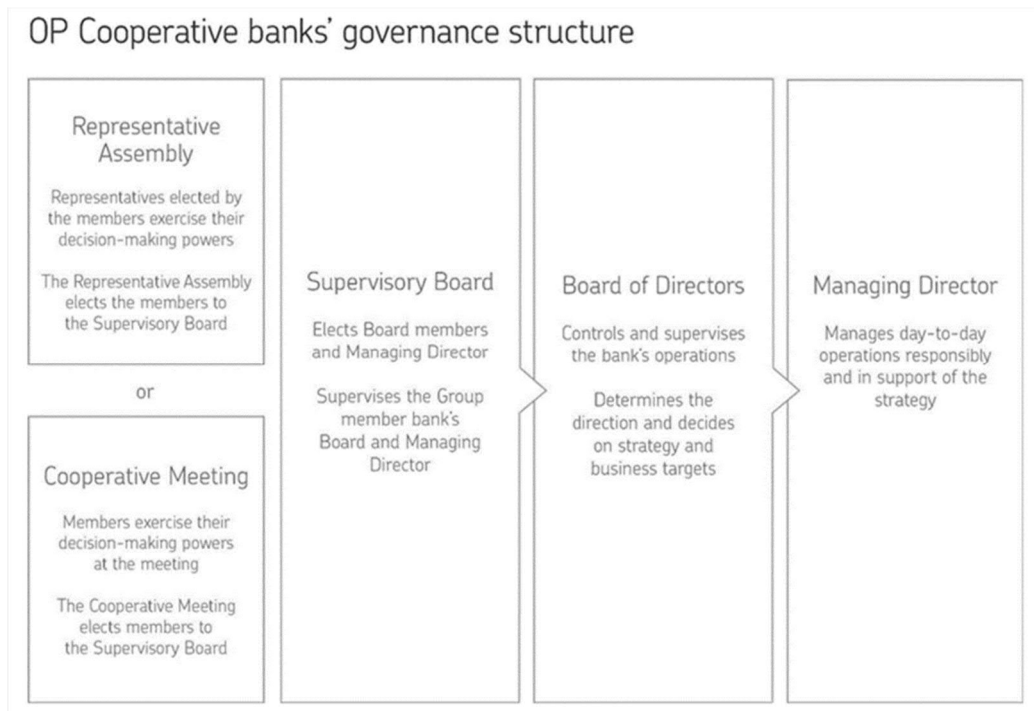 OP Cooperative banks' governance structure
Representative
Assembly
Representatives elected by
the members exercise their
decision-making powers
The Representative Assembly
elects the members to
the Supervisory Board
or
Cooperative Meeting
Members exercise their
decision-making powers
at the meeting
The Cooperative Meeting
elects members to
the Supervisory Board
Supervisory Board
Elects Board members
and Managing Director
Supervises the Group
member bank's
Board and Managing
Director
Board of Directors
Controls and supervises
the bank's operations
Determines the
direction and decides
on strategy and
business targets
Managing Director
Manages day-to-day
operations responsibly
and in support of the
strategy